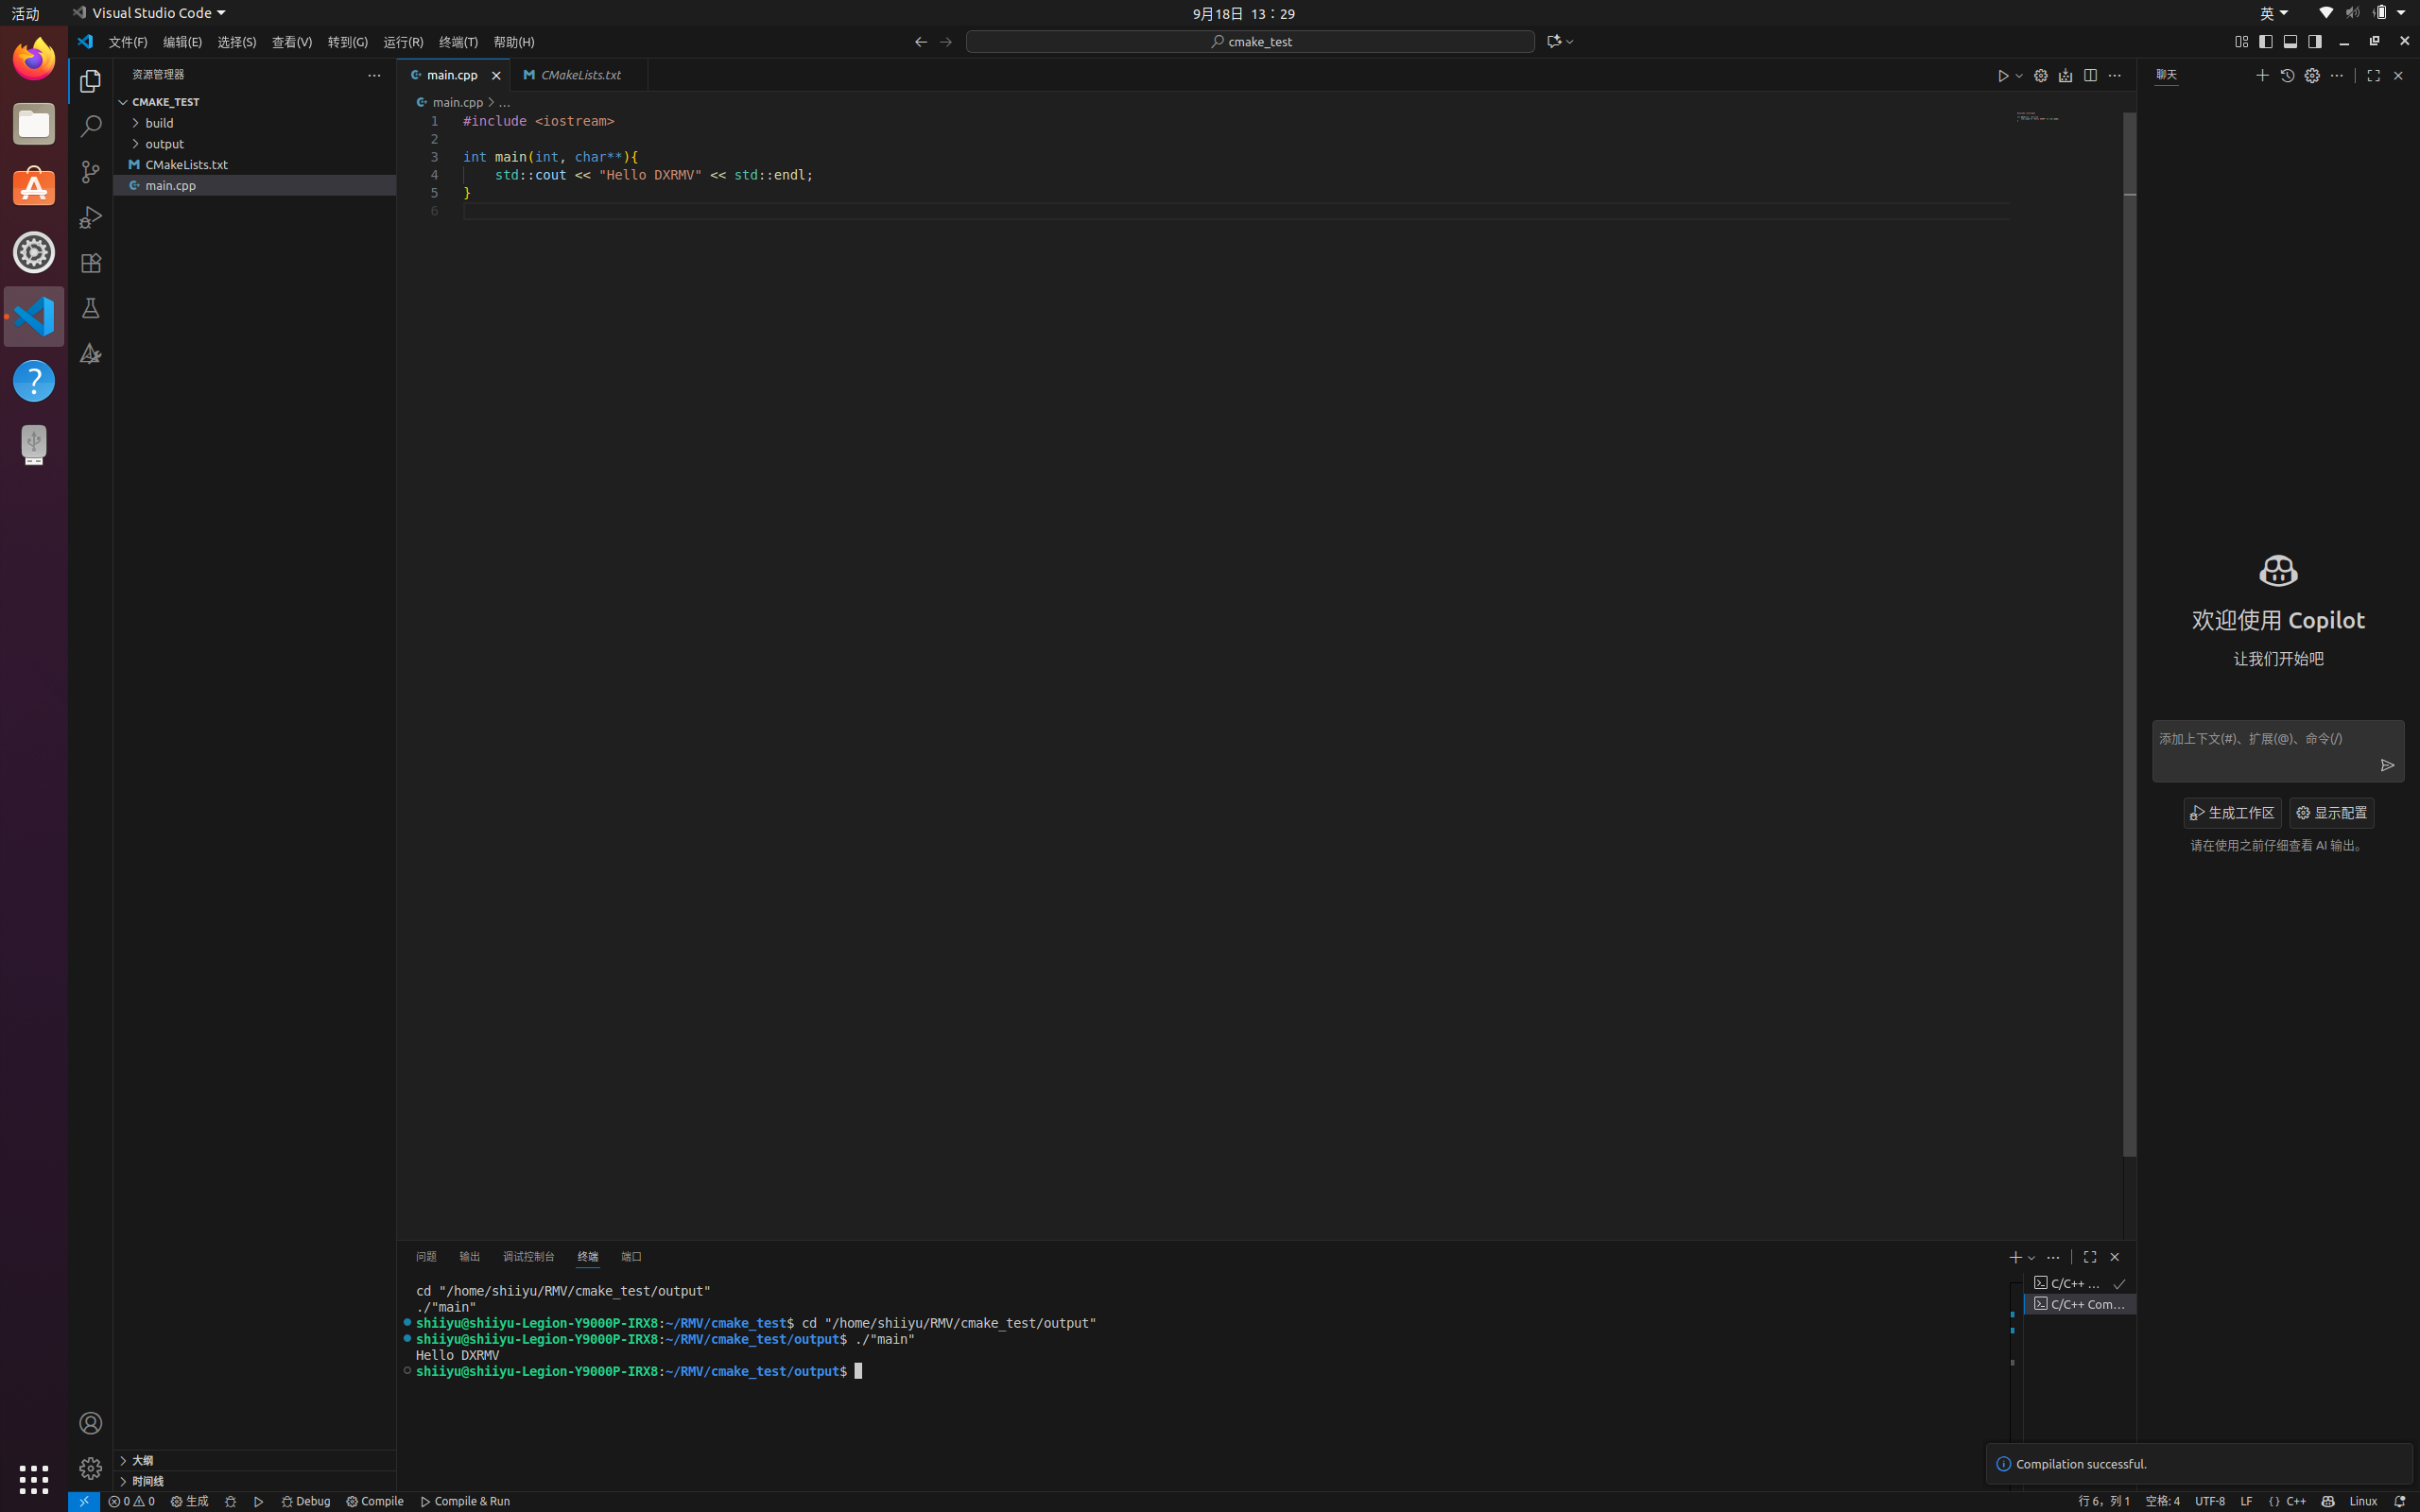 活动
Visual Studio Code
9月18日 13：29
英
文件(F) 编辑(E) 选择(S) 查看(V) 转到(G) 运行(R) 终端(T) 帮助(H)
cmake_test
资源管理器
main.cpp
CMakeLists.txt
聊天
CMAKE_TEST
build
output
CMakeLists.txt
main.cpp
main.cpp > ...
1 #include <iostream>
2
3 int main(int, char**){
4     std::cout << "Hello DXRMV" << std::endl;
5 }
6
欢迎使用 Copilot
让我们开始吧
添加上下文(#)、扩展(@)、命令(/)
生成工作区 显示配置
请在使用之前仔细查看 AI 输出。
问题 输出 调试控制台 终端 端口
cd "/home/shiiyu/RMV/cmake_test/output"
./"main"
shiiyu@shiiyu-Legion-Y9000P-IRX8:~/RMV/cmake_test$ cd "/home/shiiyu/RMV/cmake_test/output"
shiiyu@shiiyu-Legion-Y9000P-IRX8:~/RMV/cmake_test/output$ ./"main"
Hello DXRMV
shiiyu@shiiyu-Legion-Y9000P-IRX8:~/RMV/cmake_test/output$
C/C++ ...
C/C++ Com...
大纲
时间线
Compilation successful.
0 0 生成 Debug Compile Compile & Run
行 6，列 1 空格: 4 UTF-8 LF {} C++ Linux